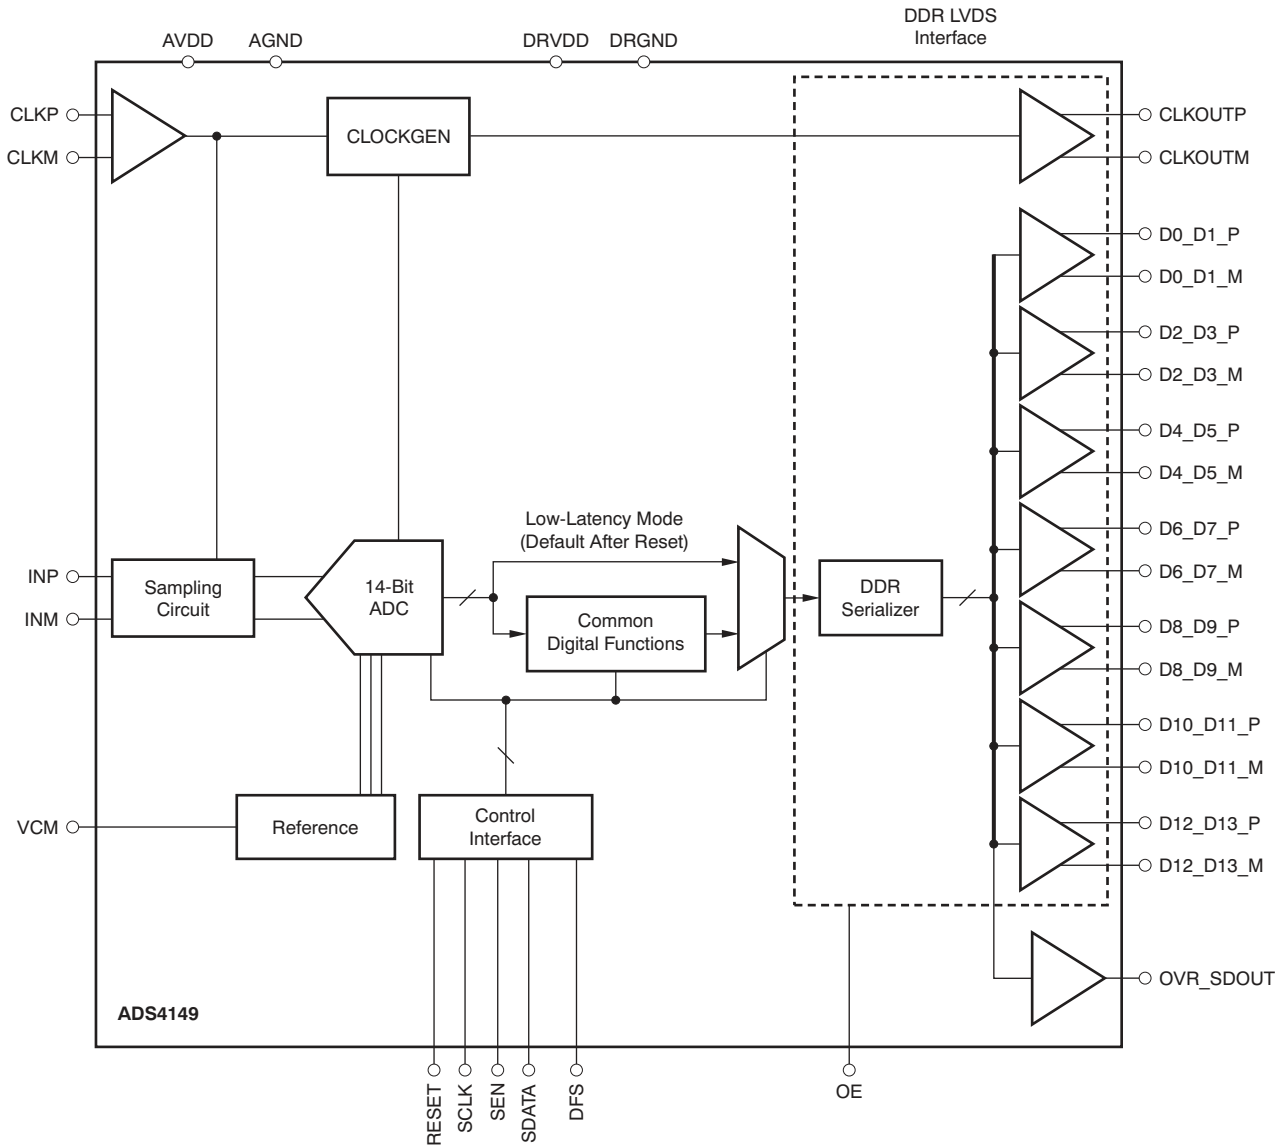 DDR LVDS
Interface
AVDD
AGND
DRVDD
DRGND
CLKP
CLKM
CLOCKGEN
CLKOUTP
CLKOUTM
D0_D1_P
D0_D1_M
D2_D3_P
D2_D3_M
D4_D5_P
D4_D5_M
Low-Latency Mode
(Default After Reset)
D6_D7_P
D6_D7_M
INP
INM
Sampling
Circuit
14-Bit
ADC
Common
Digital Functions
DDR
Serializer
D8_D9_P
D8_D9_M
D10_D11_P
D10_D11_M
VCM
Reference
Control
Interface
D12_D13_P
D12_D13_M
OVR_SDOUT
ADS4149
RESET
SCLK
SEN
SDATA
DFS
OE